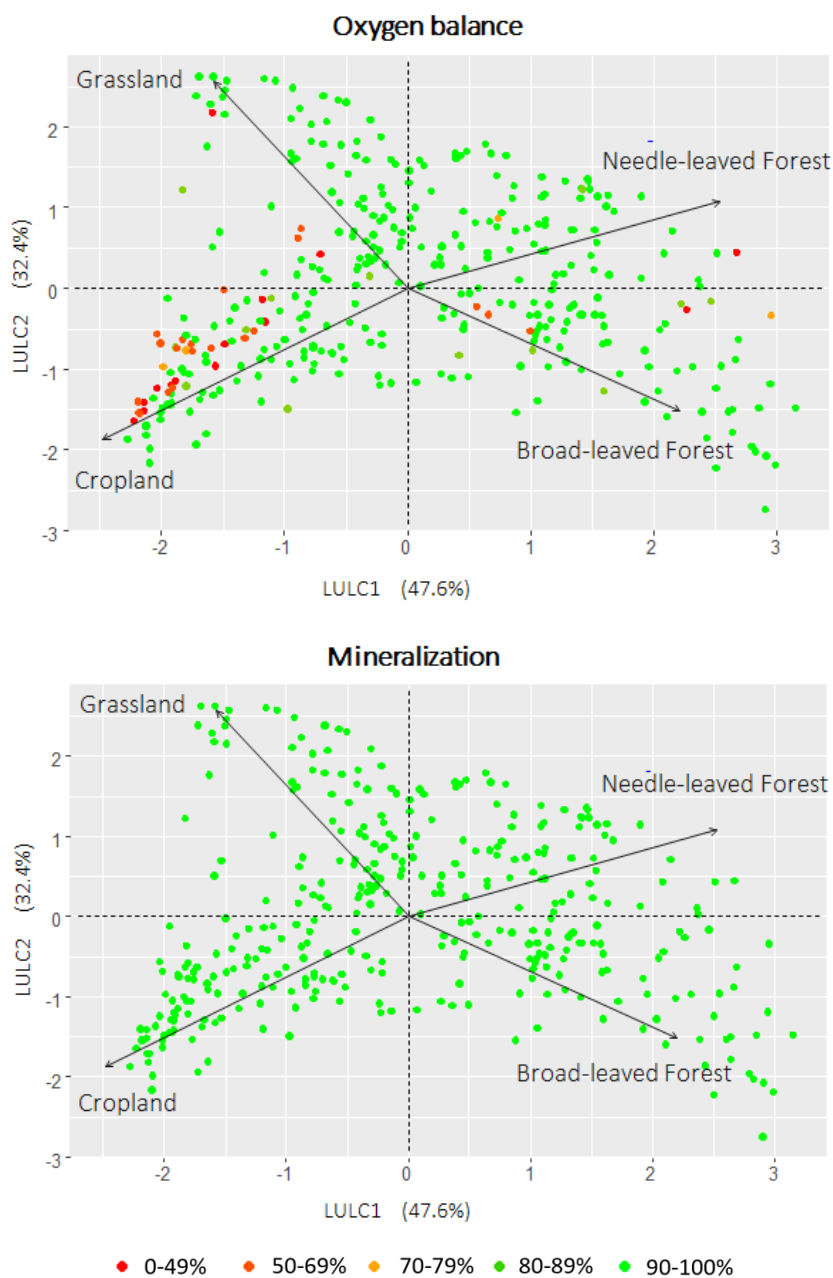 Oxygen balance
Grassland
Needle-leaved Forest
Broad-leaved Forest
Cropland
2
1
0
-1
-2
-3
LULC2 (32.4%)
-2 -1 0 1 2 3
LULC1 (47.6%)
Mineralization
Grassland
Needle-leaved Forest
Broad-leaved Forest
Cropland
2
1
0
-1
-2
-3
LULC2 (32.4%)
-2 -1 0 1 2 3
LULC1 (47.6%)
0-49% 50-69% 70-79% 80-89% 90-100%